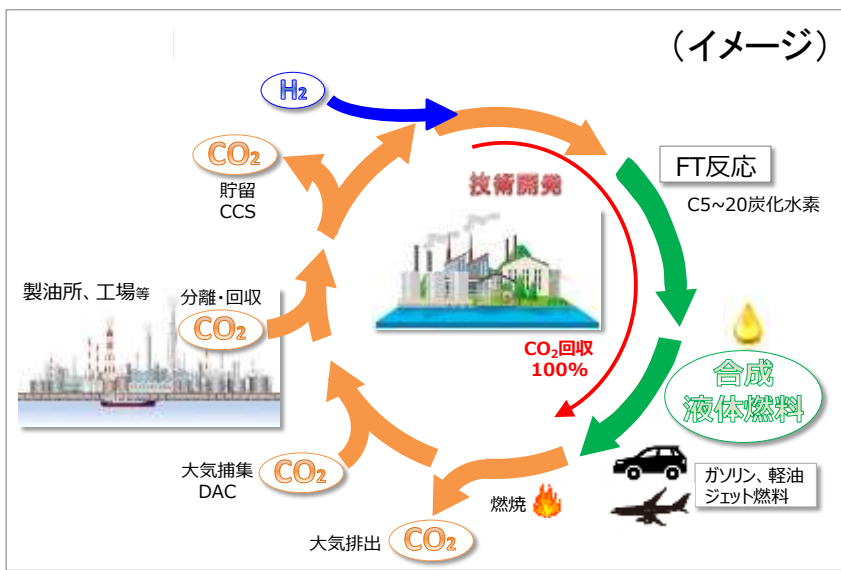 （イメージ）
H₂
CO₂
貯留
CCS
技術開発
FT反応
C5~20炭化水素
製油所、工場等
分離・回収
CO₂
CO₂回収
100%
合成
液体燃料
大気捕集
DAC
CO₂
燃焼
ガソリン、軽油
ジェット燃料
大気排出
CO₂